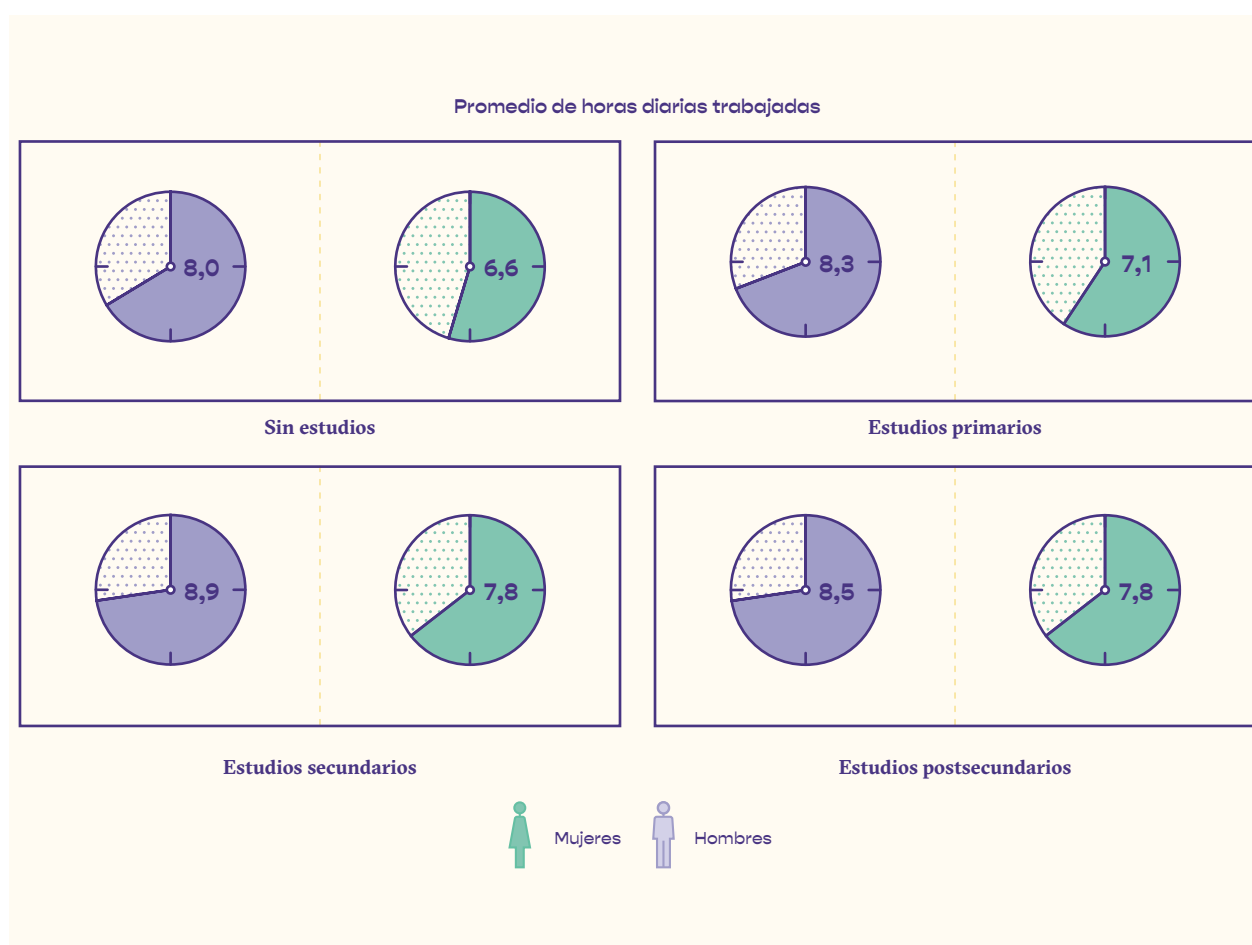 Promedio de horas diarias trabajadas
8,0
6,6
8,3
7,1
Sin estudios
Estudios primarios
8,9
7,8
8,5
7,8
Estudios secundarios
Estudios postsecundarios
Mujeres
Hombres